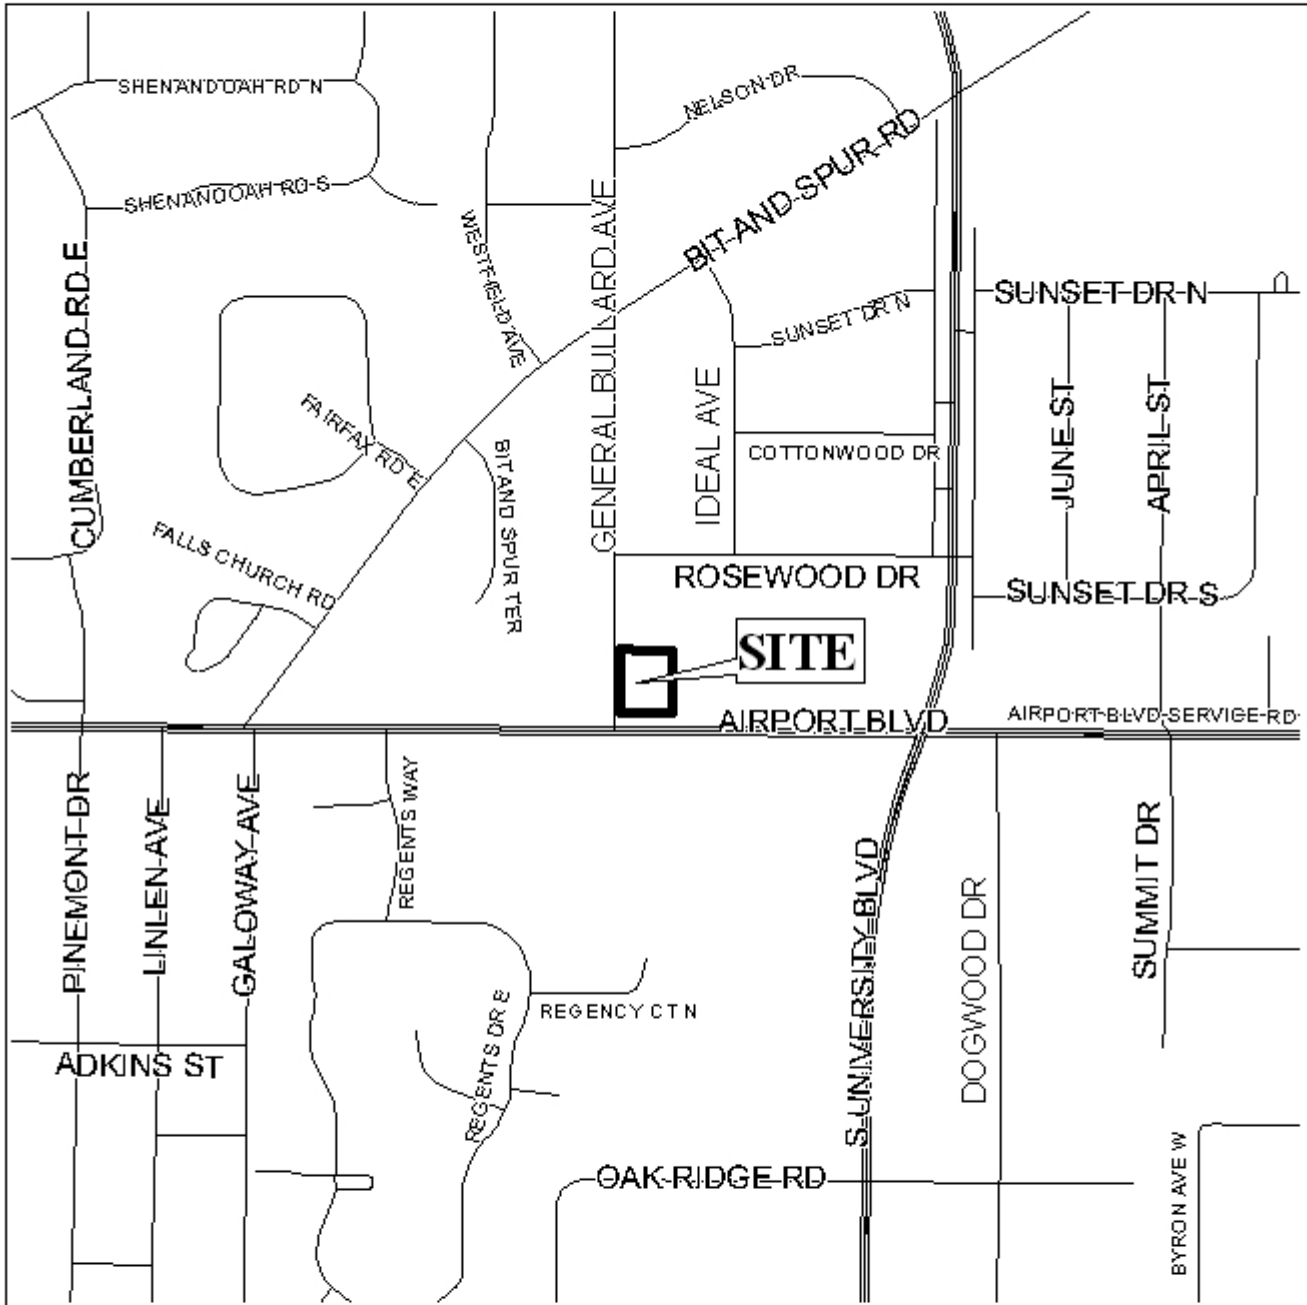 SHENANDOAH RD N
NELSON DR
BIT AND SPUR RD
SHENANDOAH RD S
WESTFIELD AVE
GENERAL BULLARD AVE
CUMBERLAND RD E
SUNSET DR N
SUNSET DR N
IDEAL AVE
JUNE ST
APRIL ST
FAIRFAX RD E
BIT AND SPUR TER
COTTONWOOD DR
FALLS CHURCH RD
ROSEWOOD DR
SUNSET DR S
SITE
AIRPORT BLVD
AIRPORT BLVD SERVICE RD
PINEMONT DR
LINLEN AVE
GALOWAY AVE
REGENTS WAY
S UNIVERSITY BLVD
DOGWOOD DR
SUMMIT DR
REGENTS DR E
REGENCY CT N
ADKINS ST
OAK RIDGE RD
BYRON AVE W